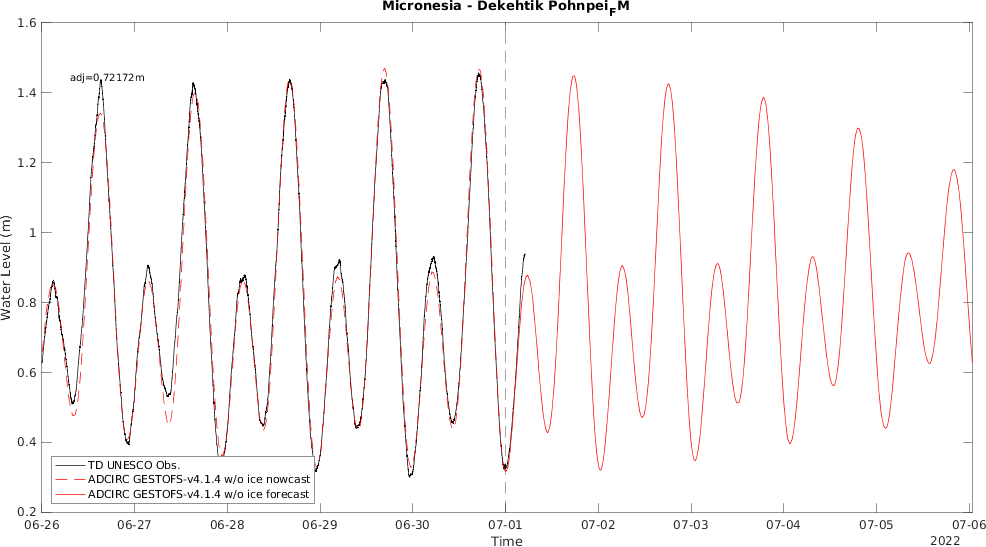 Micronesia - Dekehtik PohnpeiFM
1.6
1.4
1.2
1
0.8
0.6
0.4
0.2
Water Level (m)
adj=0.72172m
TD UNESCO Obs.
ADCIRC GESTOFS-v4.1.4 w/o ice nowcast
ADCIRC GESTOFS-v4.1.4 w/o ice forecast
06-26 06-27 06-28 06-29 06-30 07-01 07-02 07-03 07-04 07-05 07-06
Time
2022